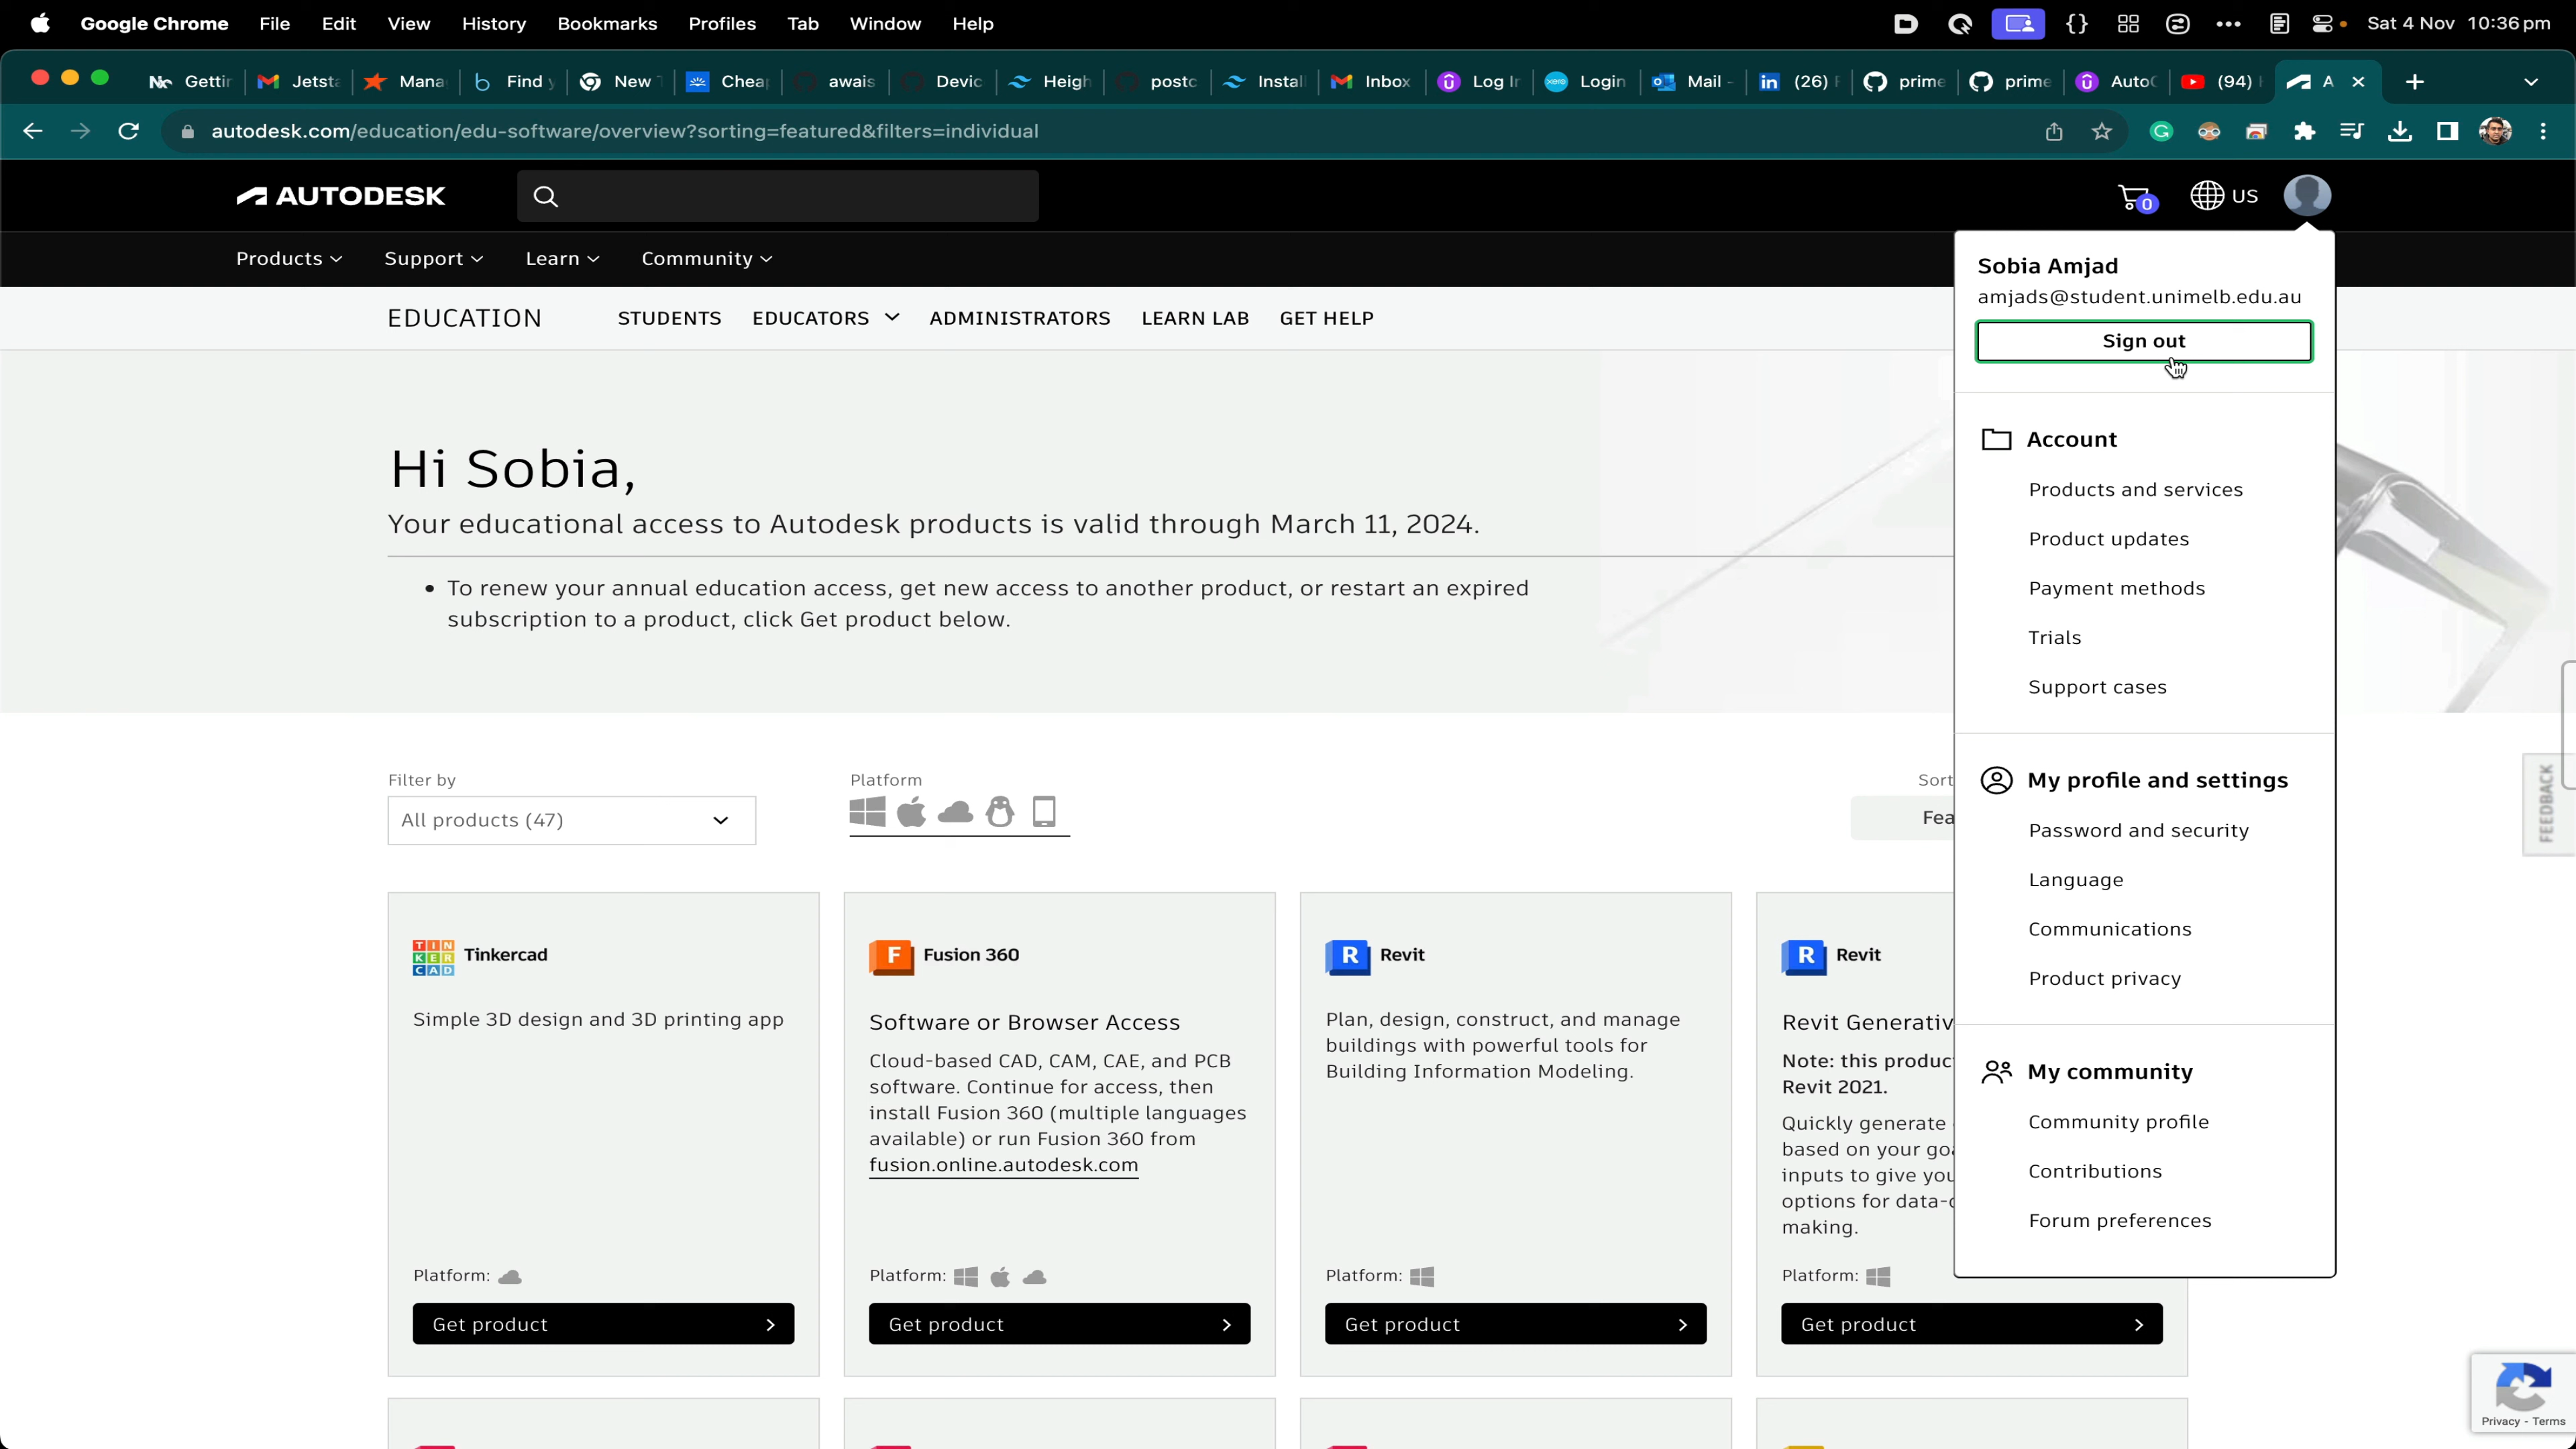 Google Chrome File Edit View History Bookmarks Profiles Tab Window Help Sat 4 Nov 10:36 pm
Gettin Jetsta Mana Find y New T Cheap awais Devic Heigh postc Install Inbox Log In Login Mail - (26) F prime prime AutoC (94) H A
autodesk.com/education/edu-software/overview?sorting=featured&filters=individual
AUTODESK 0 US
Products Support Learn Community
EDUCATION STUDENTS EDUCATORS ADMINISTRATORS LEARN LAB GET HELP
Sobia Amjad
amjads@student.unimelb.edu.au
Sign out
Account
Products and services
Product updates
Payment methods
Trials
Support cases
My profile and settings
Password and security
Language
Communications
Product privacy
My community
Community profile
Contributions
Forum preferences
Hi Sobia,
Your educational access to Autodesk products is valid through March 11, 2024.
• To renew your annual education access, get new access to another product, or restart an expired
subscription to a product, click Get product below.
Filter by
All products (47)
Platform
Sort
Fea
FEEDBACK
TINKERCAD Tinkercad
Simple 3D design and 3D printing app
Platform:
Get product
F Fusion 360
Software or Browser Access
Cloud-based CAD, CAM, CAE, and PCB
software. Continue for access, then
install Fusion 360 (multiple languages
available) or run Fusion 360 from
fusion.online.autodesk.com
Platform:
Get product
R Revit
Plan, design, construct, and manage
buildings with powerful tools for
Building Information Modeling.
Platform:
Get product
R Revit
Revit Generativ
Note: this produc
Revit 2021.
Quickly generate
based on your goa
inputs to give you
options for data-d
making.
Platform:
Get product
Privacy - Terms